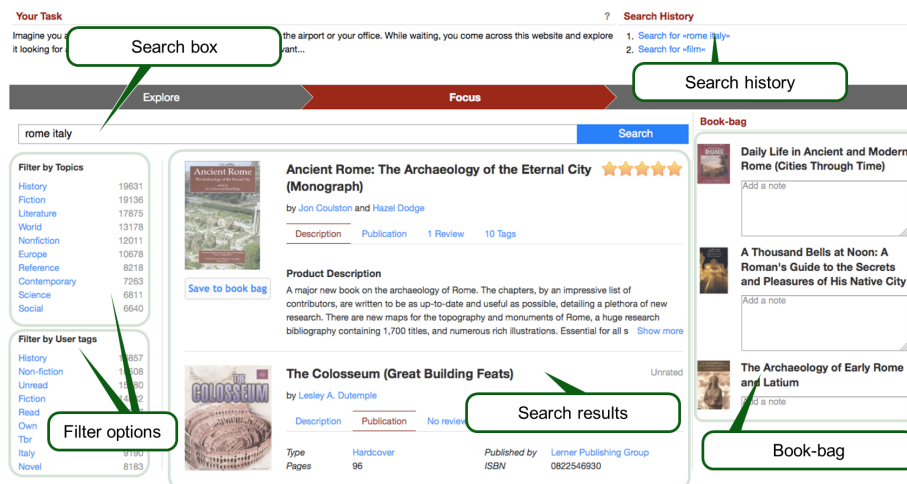 Your Task
?
Search History
Imagine you a
the airport or your office. While waiting, you come across this website and explore
it looking for
vant...
1. Search for »rome italy«
2. Search for »film«
Search box
Search history
Explore
Focus
rome italy
Search
Book-bag
Filter by Topics
History 19631
Fiction 19136
Literature 17875
World 13178
Nonfiction 12011
Europe 10678
Reference 8218
Contemporary 7263
Science 6811
Social 6640
Filter by User tags
History 857
Non-fiction 508
Unread
Fiction
Read
Own
Tbr
Italy 9190
Novel 8183
Filter options
Ancient Rome
Ancient Rome: The Archaeology of the Eternal City
(Monograph)
by Jon Coulston and Hazel Dodge
Description Publication 1 Review 10 Tags
Save to book bag
Product Description
A major new book on the archaeology of Rome. The chapters, by an impressive list of
contributors, are written to be as up-to-date and useful as possible, detailing a plethora of new
research. There are new maps for the topography and monuments of Rome, a huge research
bibliography containing 1,700 titles, and numerous rich illustrations. Essential for all s Show more
THE
COLOSSEUM
The Colosseum (Great Building Feats)
Unrated
by Lesley A. Dutemple
Description Publication No review
Search results
Type Hardcover Published by Lerner Publishing Group
Pages 96 ISBN 0822546930
ROME
Daily Life in Ancient and Modern
Rome (Cities Through Time)
Add a note
A Thousand Bells at Noon: A
Roman's Guide to the Secrets
and Pleasures of His Native City
Add a note
The Archaeology of Early Rome
and Latium
Add a note
Book-bag